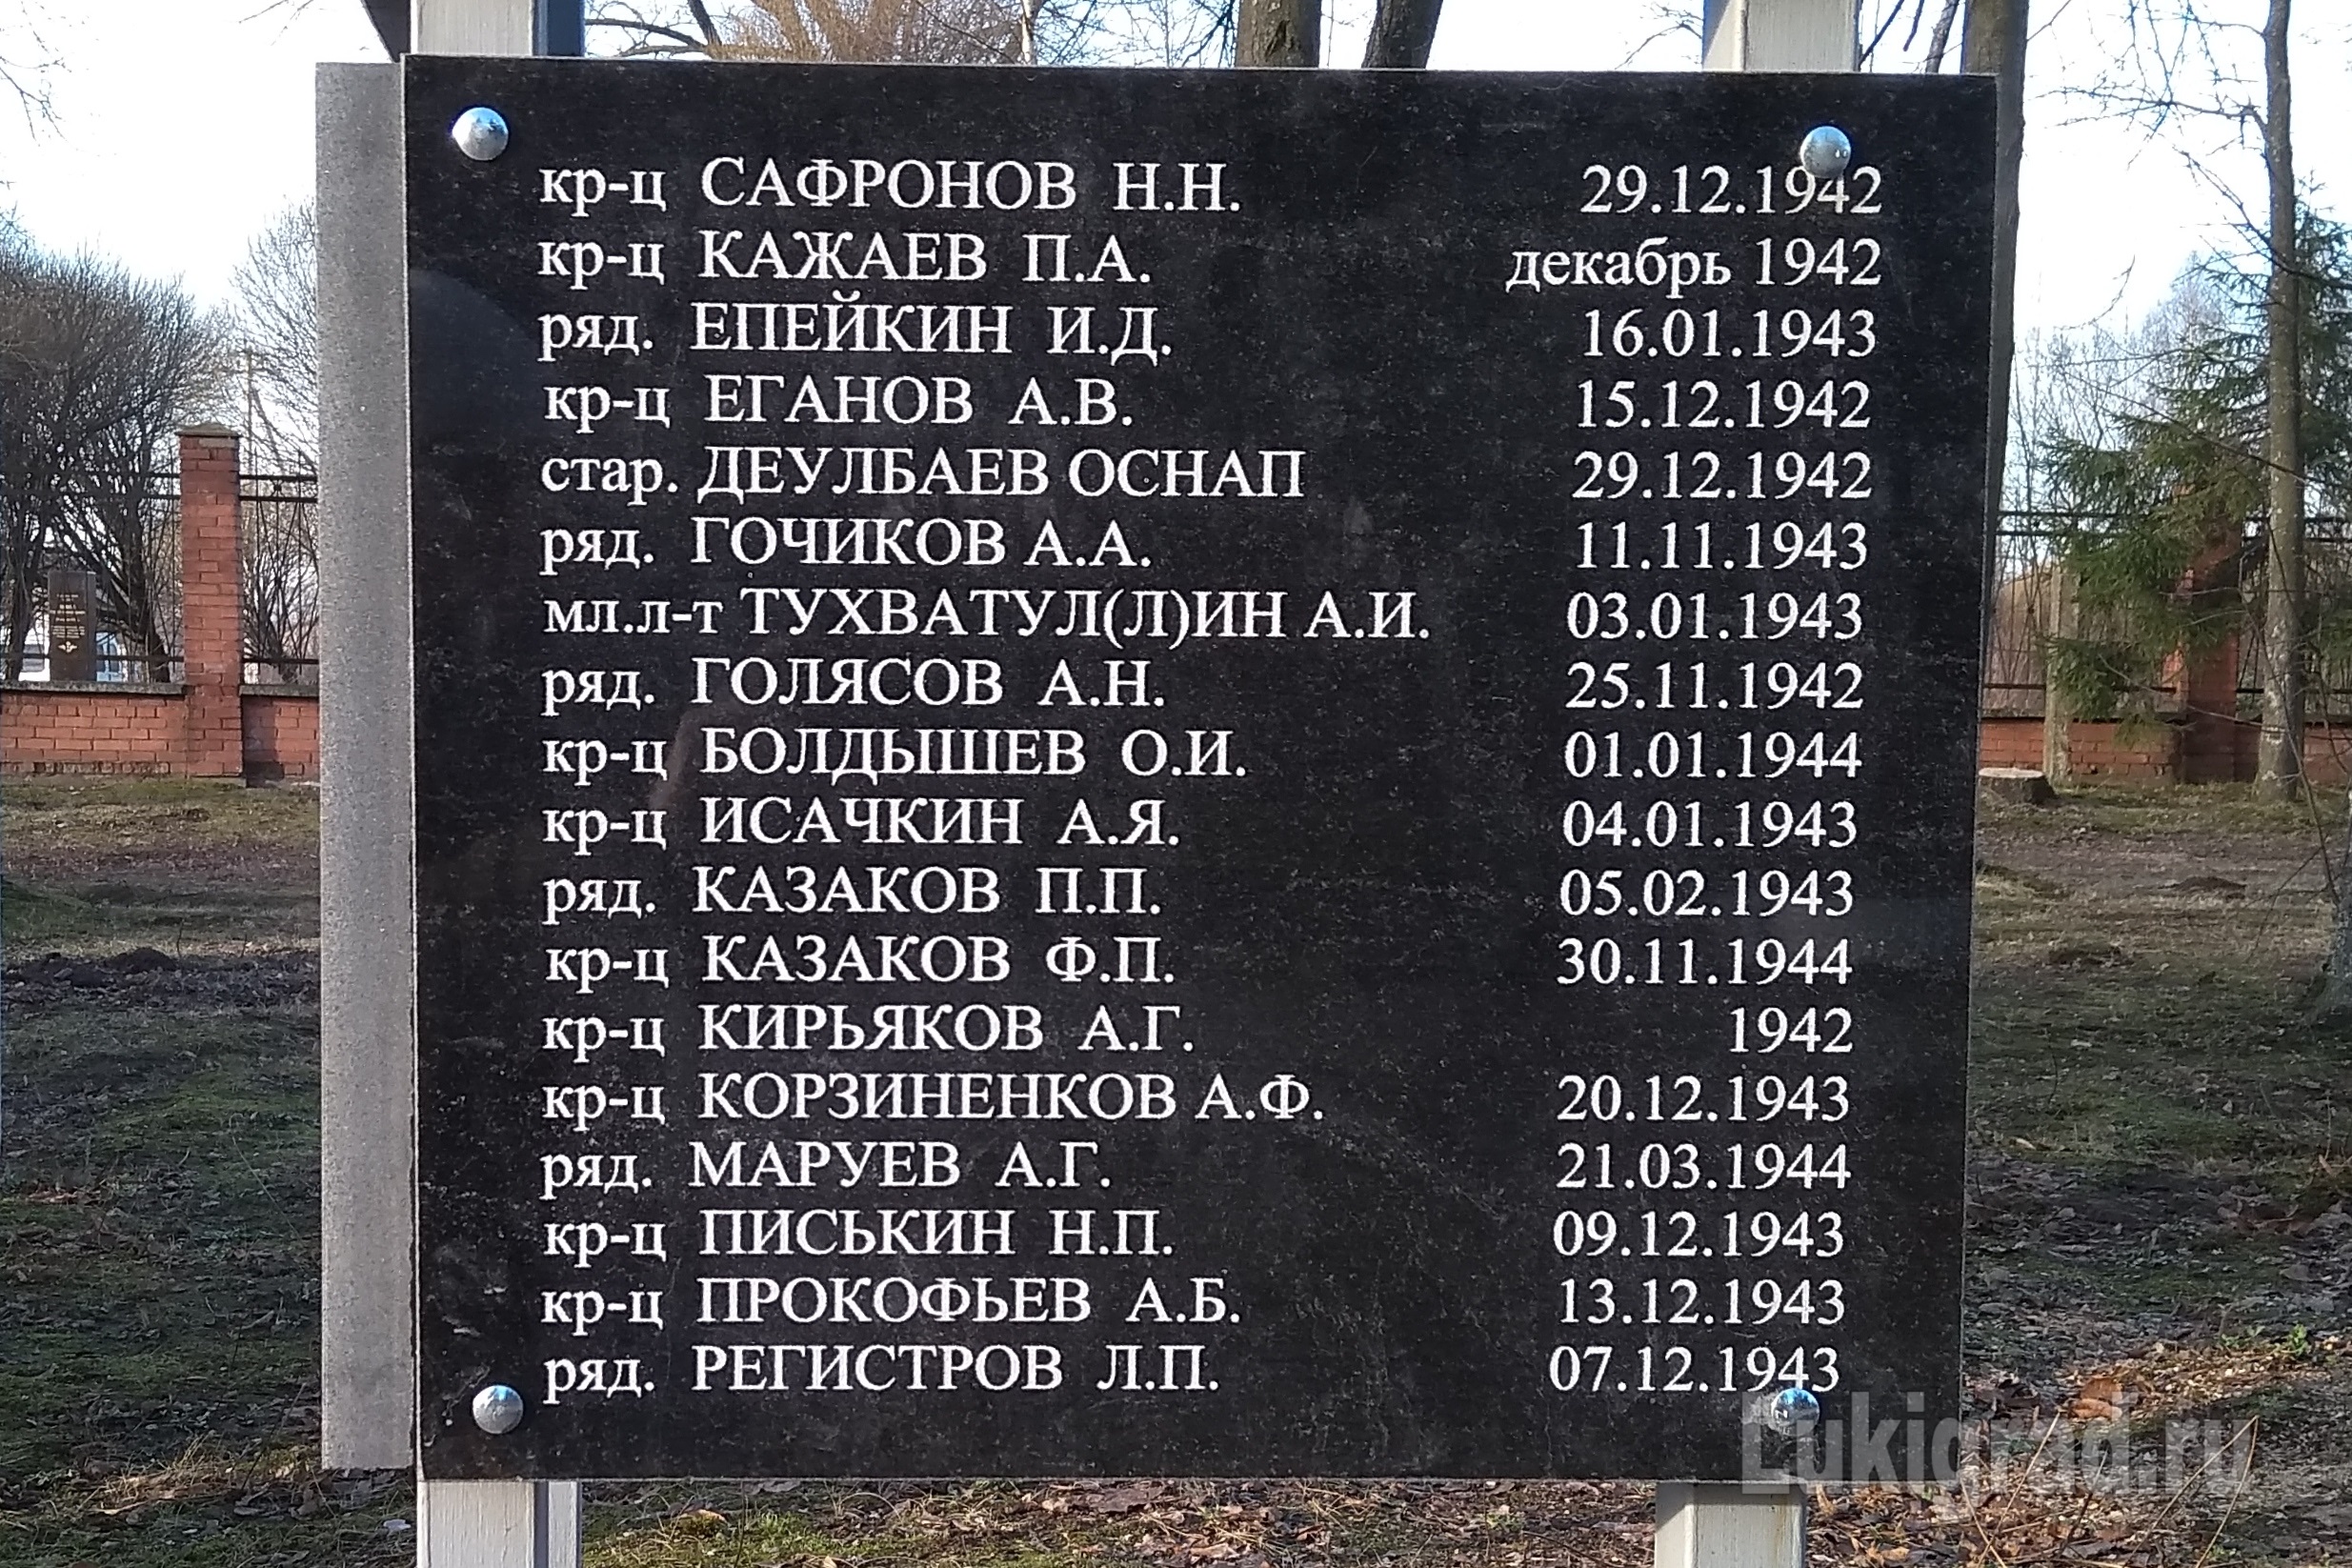 кр-ц САФРОНОВ Н.Н. 29.12.1942
кр-ц КАЖАЕВ П.А. декабрь 1942
ряд. ЕПЕЙКИН И.Д. 16.01.1943
кр-ц ЕГАНОВ А.В. 15.12.1942
стар. ДЕУЛБАЕВ ОСНАП 29.12.1942
ряд. ГОЧИКОВ А.А. 11.11.1943
мл.л-т ТУХВАТУЛ(Л)ИН А.И. 03.01.1943
ряд. ГОЛЯСОВ А.Н. 25.11.1942
кр-ц БОЛДЫШЕВ О.И. 01.01.1944
кр-ц ИСАЧКИН А.Я. 04.01.1943
ряд. КАЗАКОВ П.П. 05.02.1943
кр-ц КАЗАКОВ Ф.П. 30.11.1944
кр-ц КИРЬЯКОВ А.Г. 1942
кр-ц КОРЗИНЕНКОВ А.Ф. 20.12.1943
ряд. МАРУЕВ А.Г. 21.03.1944
кр-ц ПИСЬКИН Н.П. 09.12.1943
кр-ц ПРОКОФЬЕВ А.Б. 13.12.1943
ряд. РЕГИСТРОВ Л.П. 07.12.1943
Lukigrad.ru